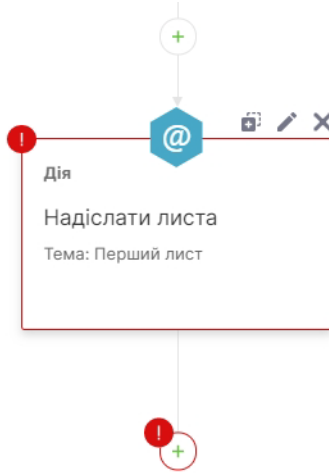 Дія
Надіслати листа
Тема: Перший лист